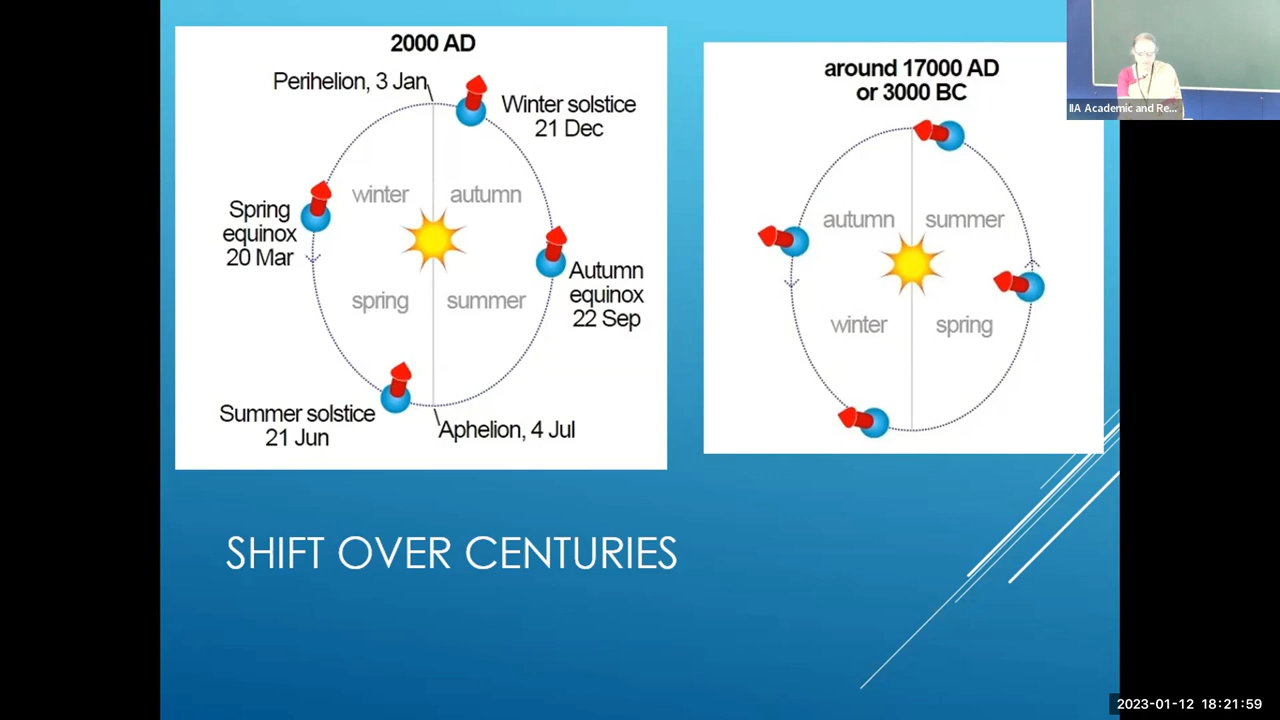 2000 AD
Perihelion, 3 Jan
Winter solstice
21 Dec
winter
autumn
Spring
equinox
20 Mar
Autumn
equinox
22 Sep
spring
summer
Summer solstice
21 Jun
Aphelion, 4 Jul
around 17000 AD
or 3000 BC
autumn
summer
winter
spring
SHIFT OVER CENTURIES
IIA Academic and Re...
2023-01-12 18:21:59